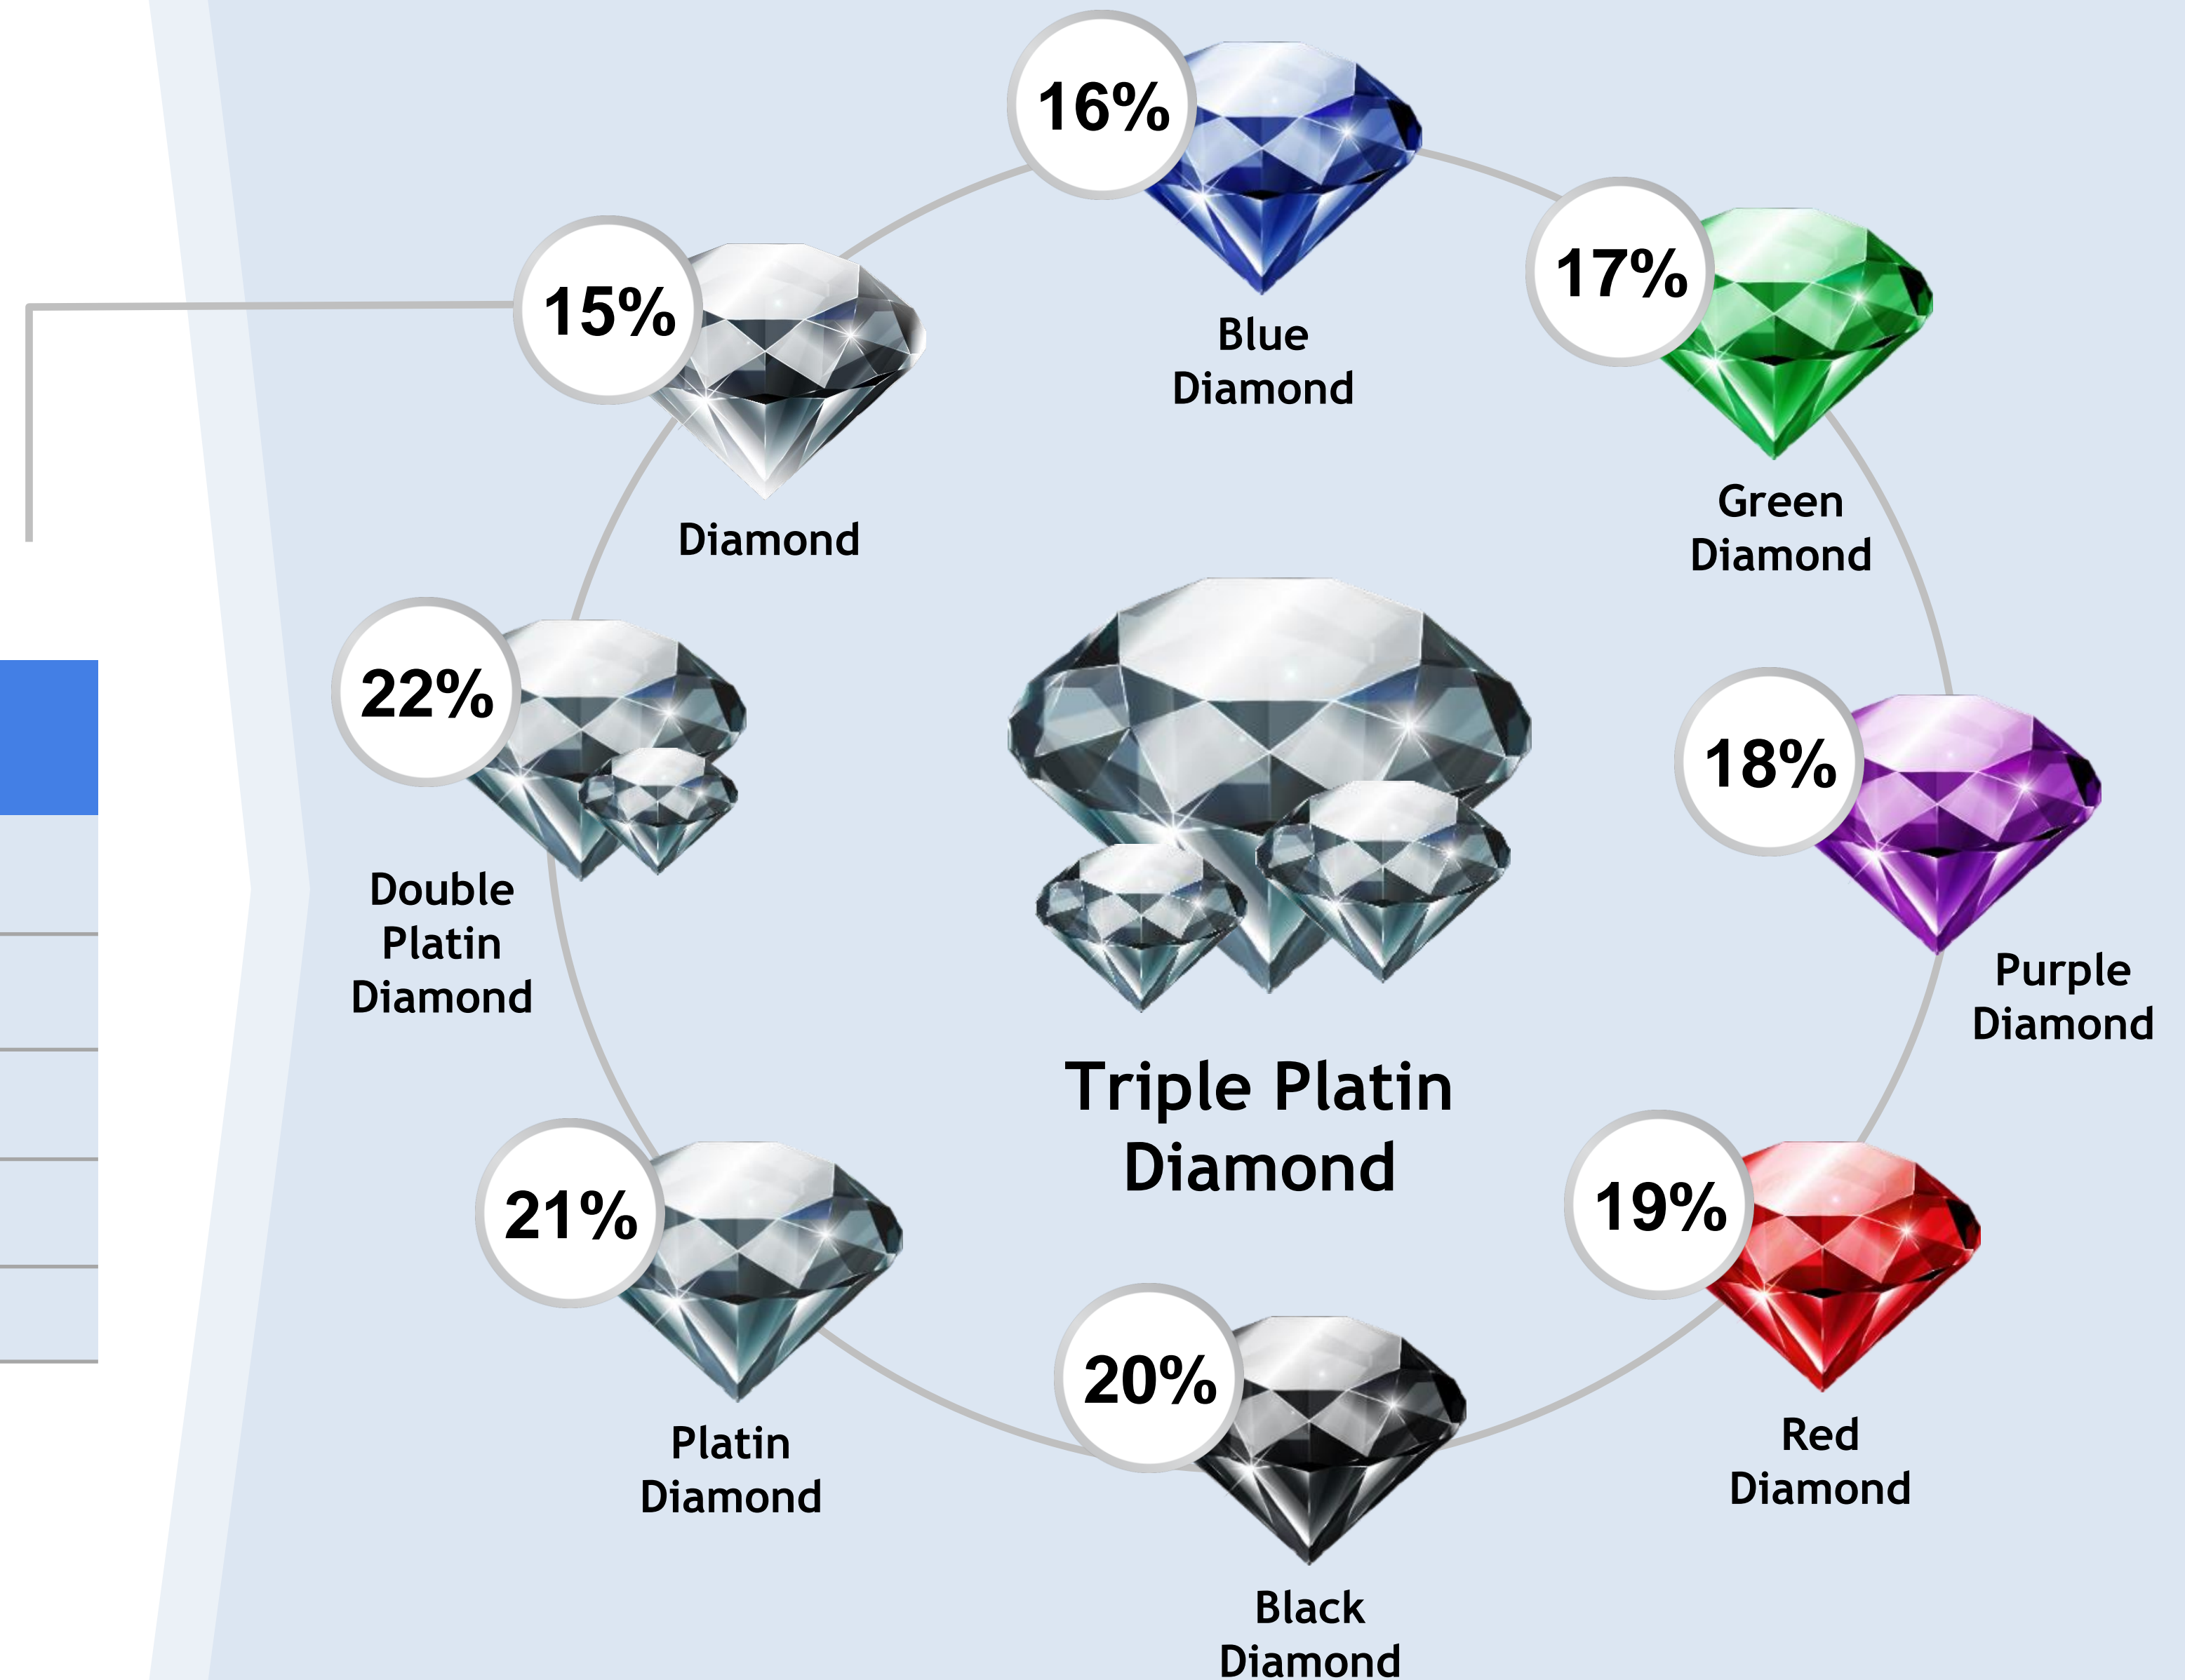 16%
Blue
Diamond
17%
Green
Diamond
15%
Diamond
18%
Purple
Diamond
22%
Double
Platin
Diamond
Triple Platin
Diamond
19%
Red
Diamond
21%
Platin
Diamond
20%
Black
Diamond